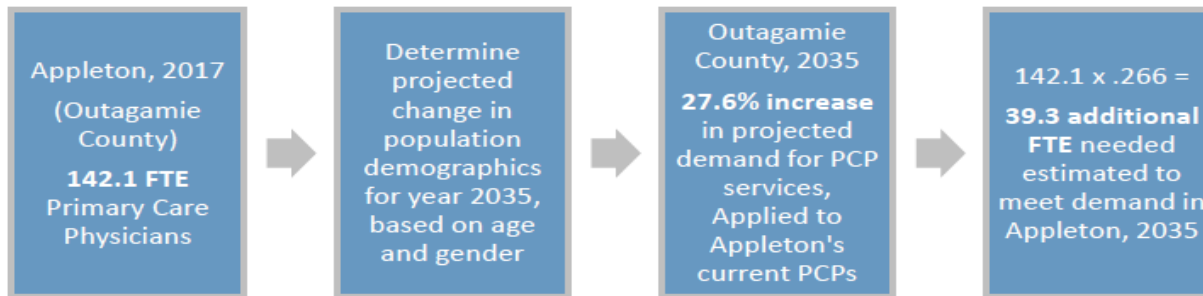 Appleton, 2017
(Outagamie
County)
142.1 FTE
Primary Care
Physicians
Determine
projected
change in
population
demographics
for year 2035,
based on age
and gender
Outagamie
County, 2035
27.6% increase
in projected
demand for PCP
services,
Applied to
Appleton's
current PCPs
142.1 x .266 =
39.3 additional
FTE needed
estimated to
meet demand in
Appleton, 2035